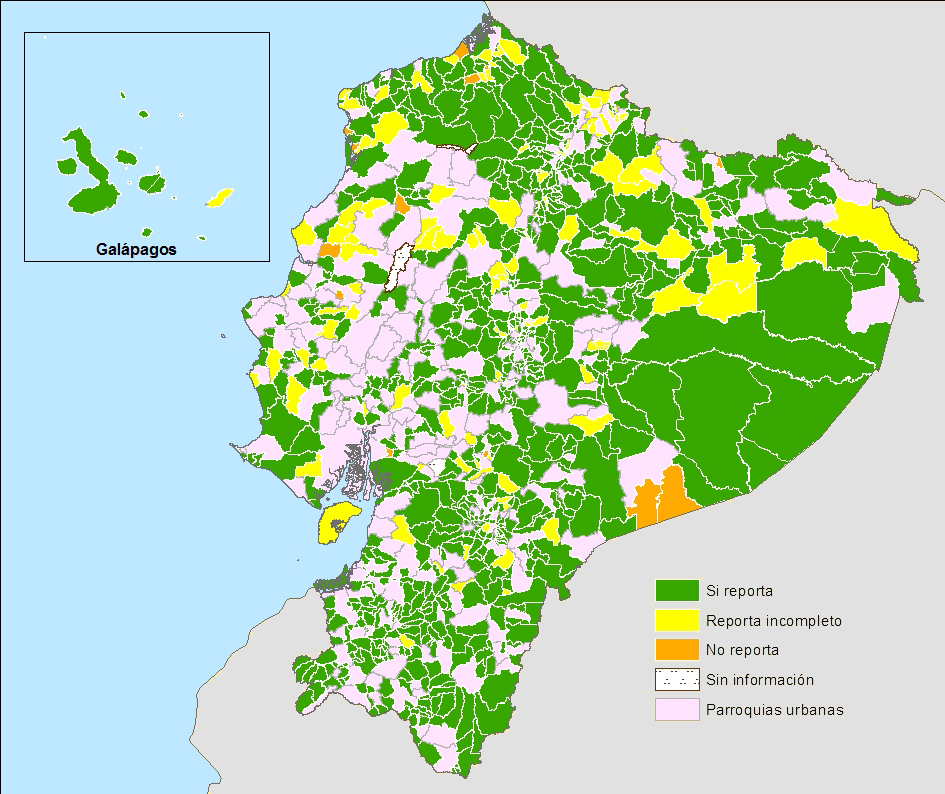 Galápagos
Si reporta
Reporta incompleto
No reporta
Sin información
Parroquias urbanas